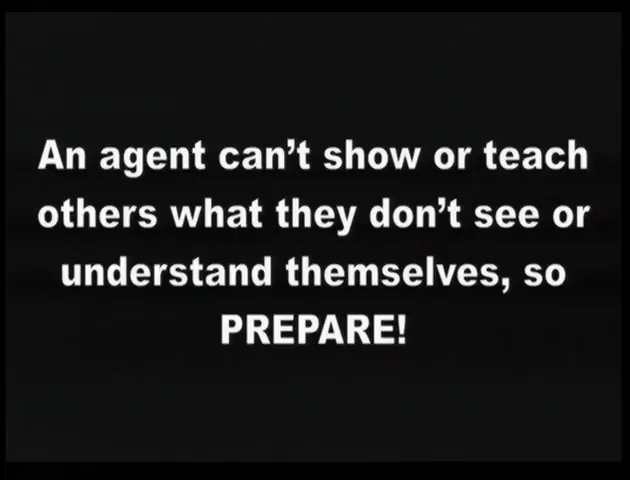 An agent can’t show or teach
others what they don’t see or
understand themselves, so
PREPARE!